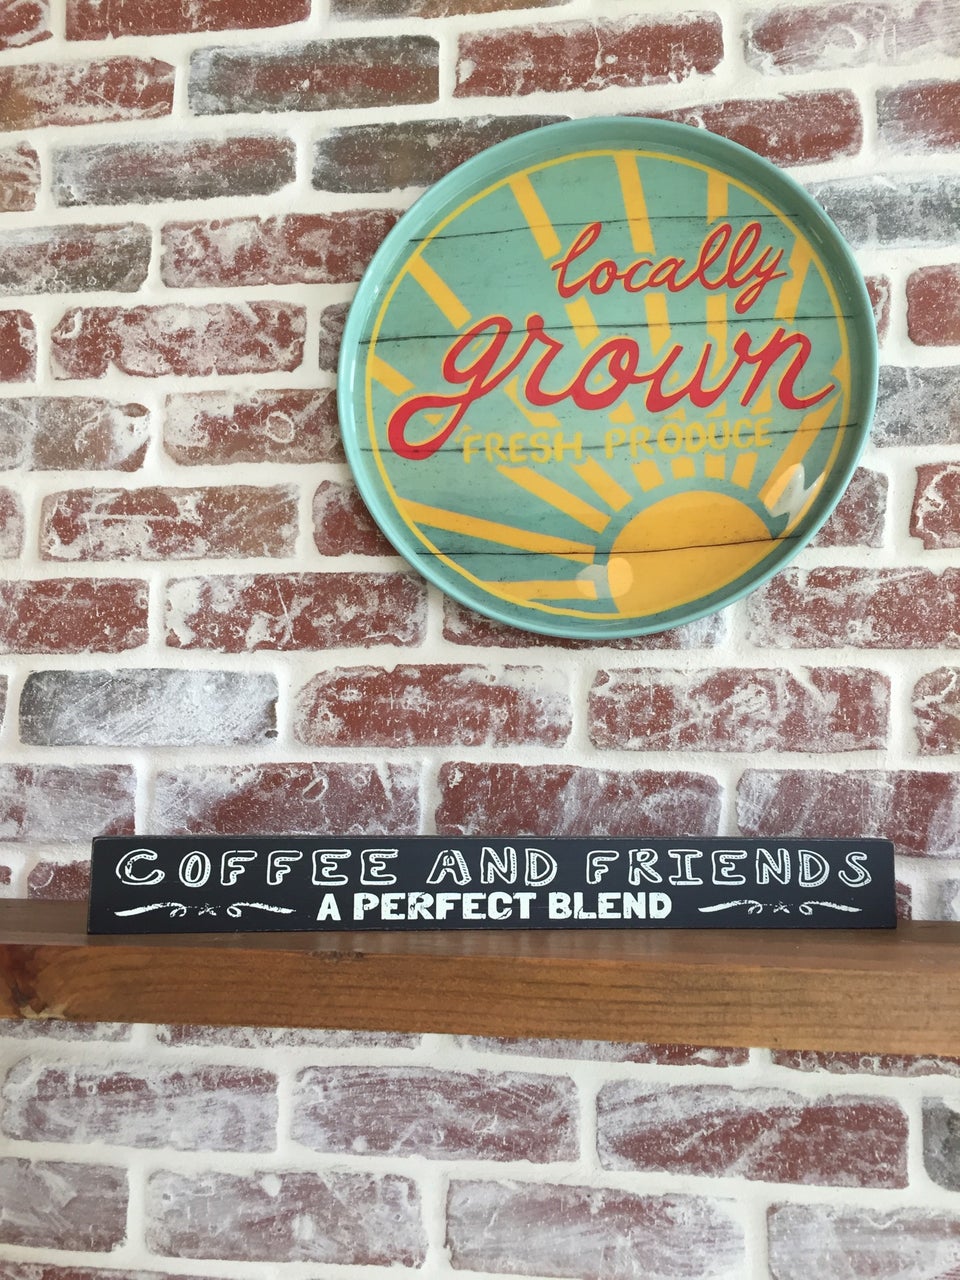 locally
grown
FRESH PRODUCE
COFFEE AND FRIENDS
A PERFECT BLEND